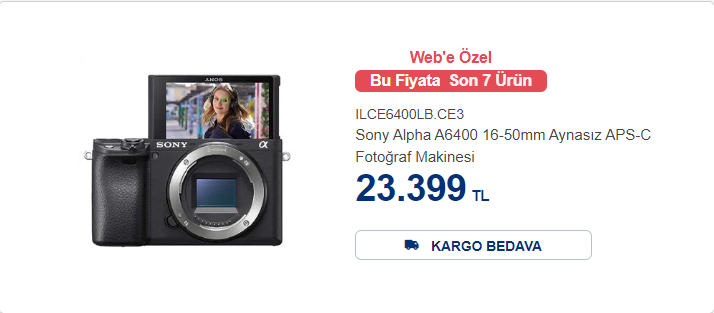 Web'e Özel
Bu Fiyata Son 7 Ürün
SONY
SONY
α
ILCE6400LB.CE3
Sony Alpha A6400 16-50mm Aynasız APS-C
Fotoğraf Makinesi
23.399 TL
KARGO BEDAVA